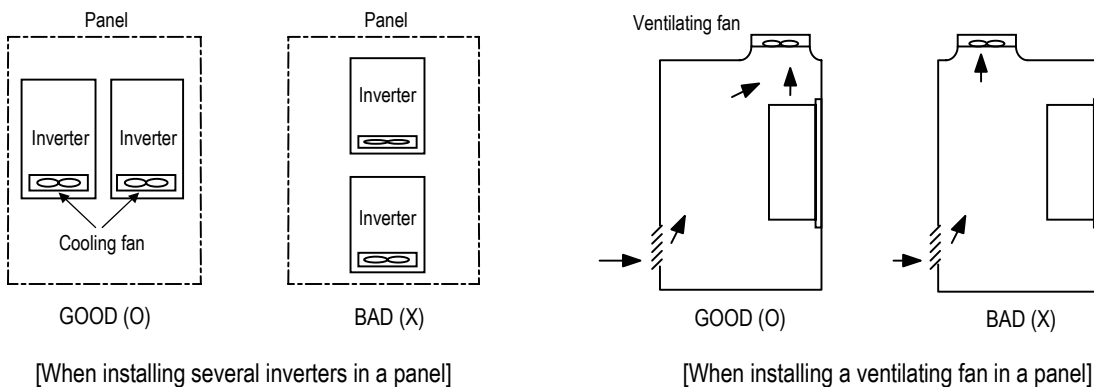 Panel
Panel
Ventilating fan
Inverter
Inverter
Inverter
Inverter
Cooling fan
GOOD (O)
BAD (X)
GOOD (O)
BAD (X)
[When installing several inverters in a panel]
[When installing a ventilating fan in a panel]